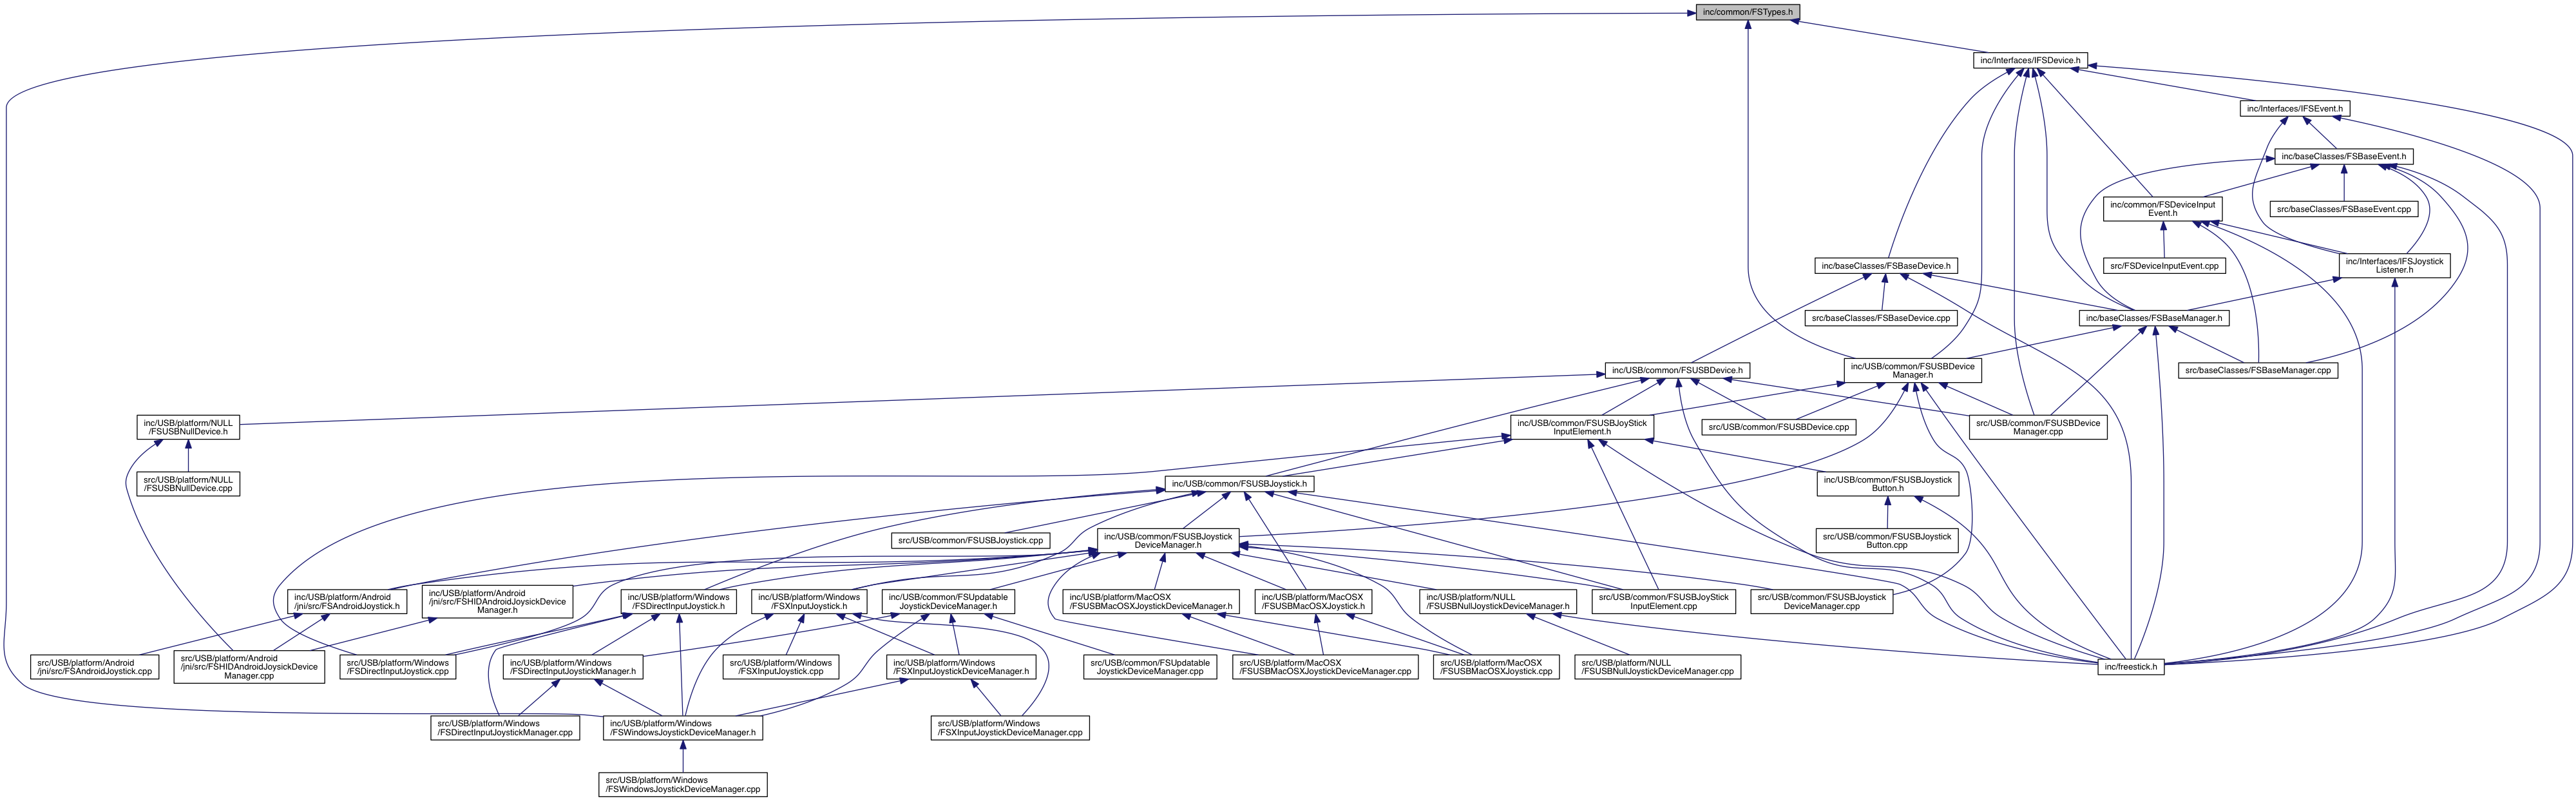 inc/common/FSTypes.h
inc/Interfaces/IFSDevice.h
inc/Interfaces/IFSEvent.h
inc/baseClasses/FSBaseEvent.h
inc/common/FSDeviceInput
Event.h
src/baseClasses/FSBaseEvent.cpp
inc/baseClasses/FSBaseDevice.h
src/FSDeviceInputEvent.cpp
inc/Interfaces/IFSJoystick
Listener.h
src/baseClasses/FSBaseDevice.cpp
inc/baseClasses/FSBaseManager.h
inc/USB/common/FSUSBDevice.h
inc/USB/common/FSUSBDevice
Manager.h
src/baseClasses/FSBaseManager.cpp
inc/USB/platform/NULL
/FSUSBNullDevice.h
inc/USB/common/FSUSBJoyStick
InputElement.h
src/USB/common/FSUSBDevice.cpp
src/USB/common/FSUSBDevice
Manager.cpp
src/USB/platform/NULL
/FSUSBNullDevice.cpp
inc/USB/common/FSUSBJoystick.h
inc/USB/common/FSUSBJoystick
Button.h
src/USB/common/FSUSBJoystick.cpp
inc/USB/common/FSUSBJoystick
DeviceManager.h
src/USB/common/FSUSBJoystick
Button.cpp
inc/USB/platform/Android
/jni/src/FSAndroidJoystick.h
inc/USB/platform/Android
/jni/src/FSHIDAndroidJoysickDevice
Manager.h
inc/USB/platform/Windows
/FSDirectInputJoystick.h
inc/USB/platform/Windows
/FSXInputJoystick.h
inc/USB/common/FSUpdatable
JoystickDeviceManager.h
inc/USB/platform/MacOSX
/FSUSBMacOSXJoystickDeviceManager.h
inc/USB/platform/MacOSX
/FSUSBMacOSXJoystick.h
inc/USB/platform/NULL
/FSUSBNullJoystickDeviceManager.h
src/USB/common/FSUSBJoyStick
InputElement.cpp
src/USB/common/FSUSBJoystick
DeviceManager.cpp
src/USB/platform/Android
/jni/src/FSAndroidJoystick.cpp
src/USB/platform/Android
/jni/src/FSHIDAndroidJoysickDevice
Manager.cpp
src/USB/platform/Windows
/FSDirectInputJoystick.cpp
inc/USB/platform/Windows
/FSDirectInputJoystickManager.h
src/USB/platform/Windows
/FSXInputJoystick.cpp
inc/USB/platform/Windows
/FSXInputJoystickDeviceManager.h
src/USB/common/FSUpdatable
JoystickDeviceManager.cpp
src/USB/platform/MacOSX
/FSUSBMacOSXJoystickDeviceManager.cpp
src/USB/platform/MacOSX
/FSUSBMacOSXJoystick.cpp
src/USB/platform/NULL
/FSUSBNullJoystickDeviceManager.cpp
inc/freestick.h
src/USB/platform/Windows
/FSDirectInputJoystickManager.cpp
inc/USB/platform/Windows
/FSWindowsJoystickDeviceManager.h
src/USB/platform/Windows
/FSXInputJoystickDeviceManager.cpp
src/USB/platform/Windows
/FSWindowsJoystickDeviceManager.cpp